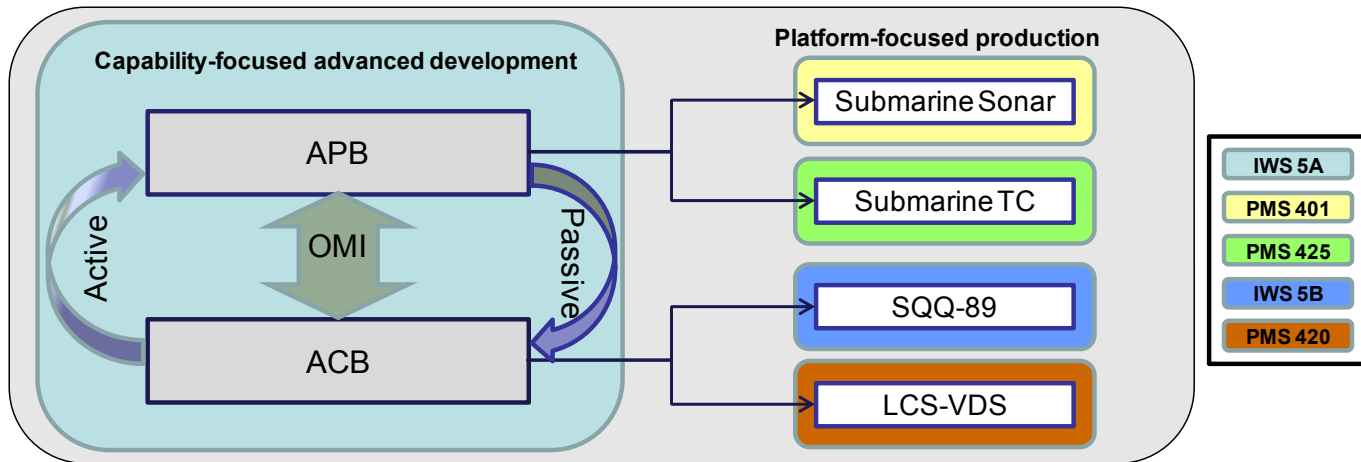 Capability-focused advanced development
APB
Active
OMI
Passive
ACB
Platform-focused production
Submarine Sonar
Submarine TC
SQQ-89
LCS-VDS
IWS 5A
PMS 401
PMS 425
IWS 5B
PMS 420